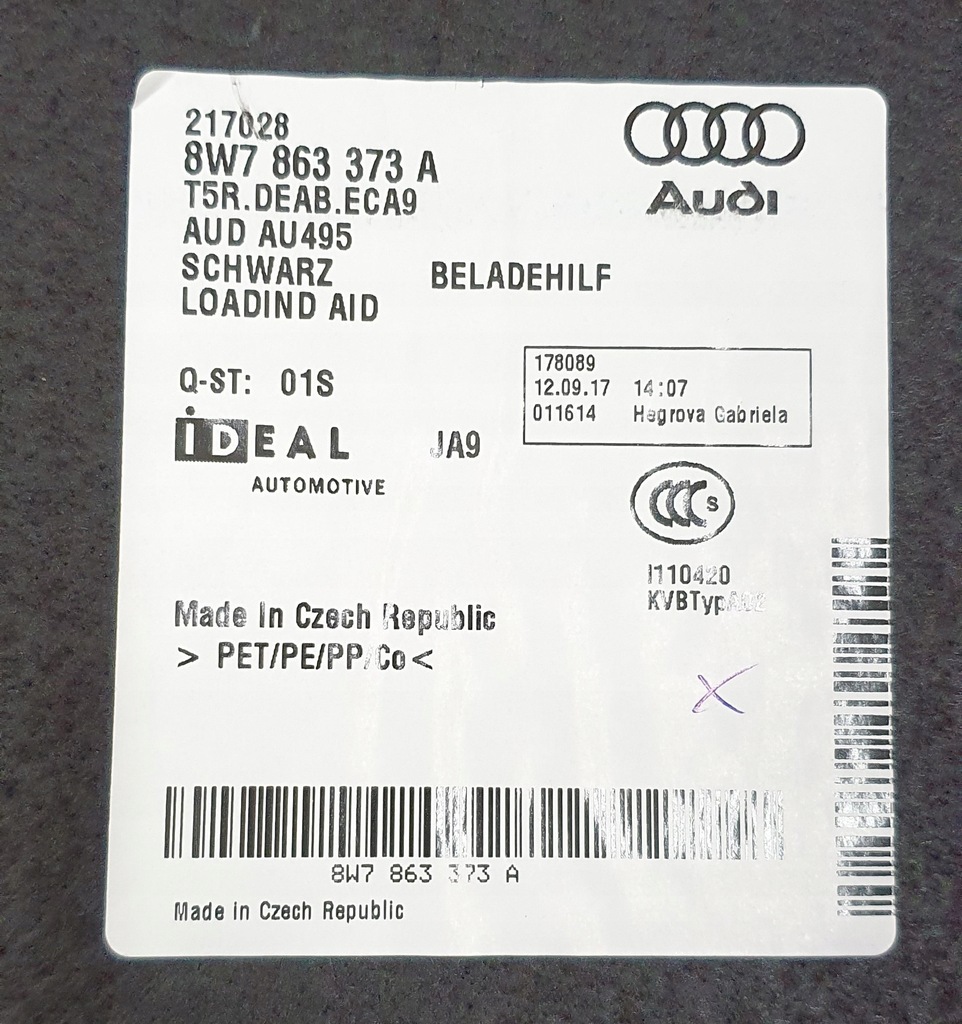 217028
8W7 863 373 A
T5R.DEAB.ECA9
AUD AU495
SCHWARZ BELADEHILF
LOADIND AID
Audi
Q-ST: 01S
178089
12.09.17 14:07
011614 Hegrova Gabriela
iDEAL JA9
AUTOMOTIVE
CCC S
I110420
KVBTyp
Made In Czech Republic
> PET/PE/PP/Co<
8W7 863 373 A
Made in Czech Republic